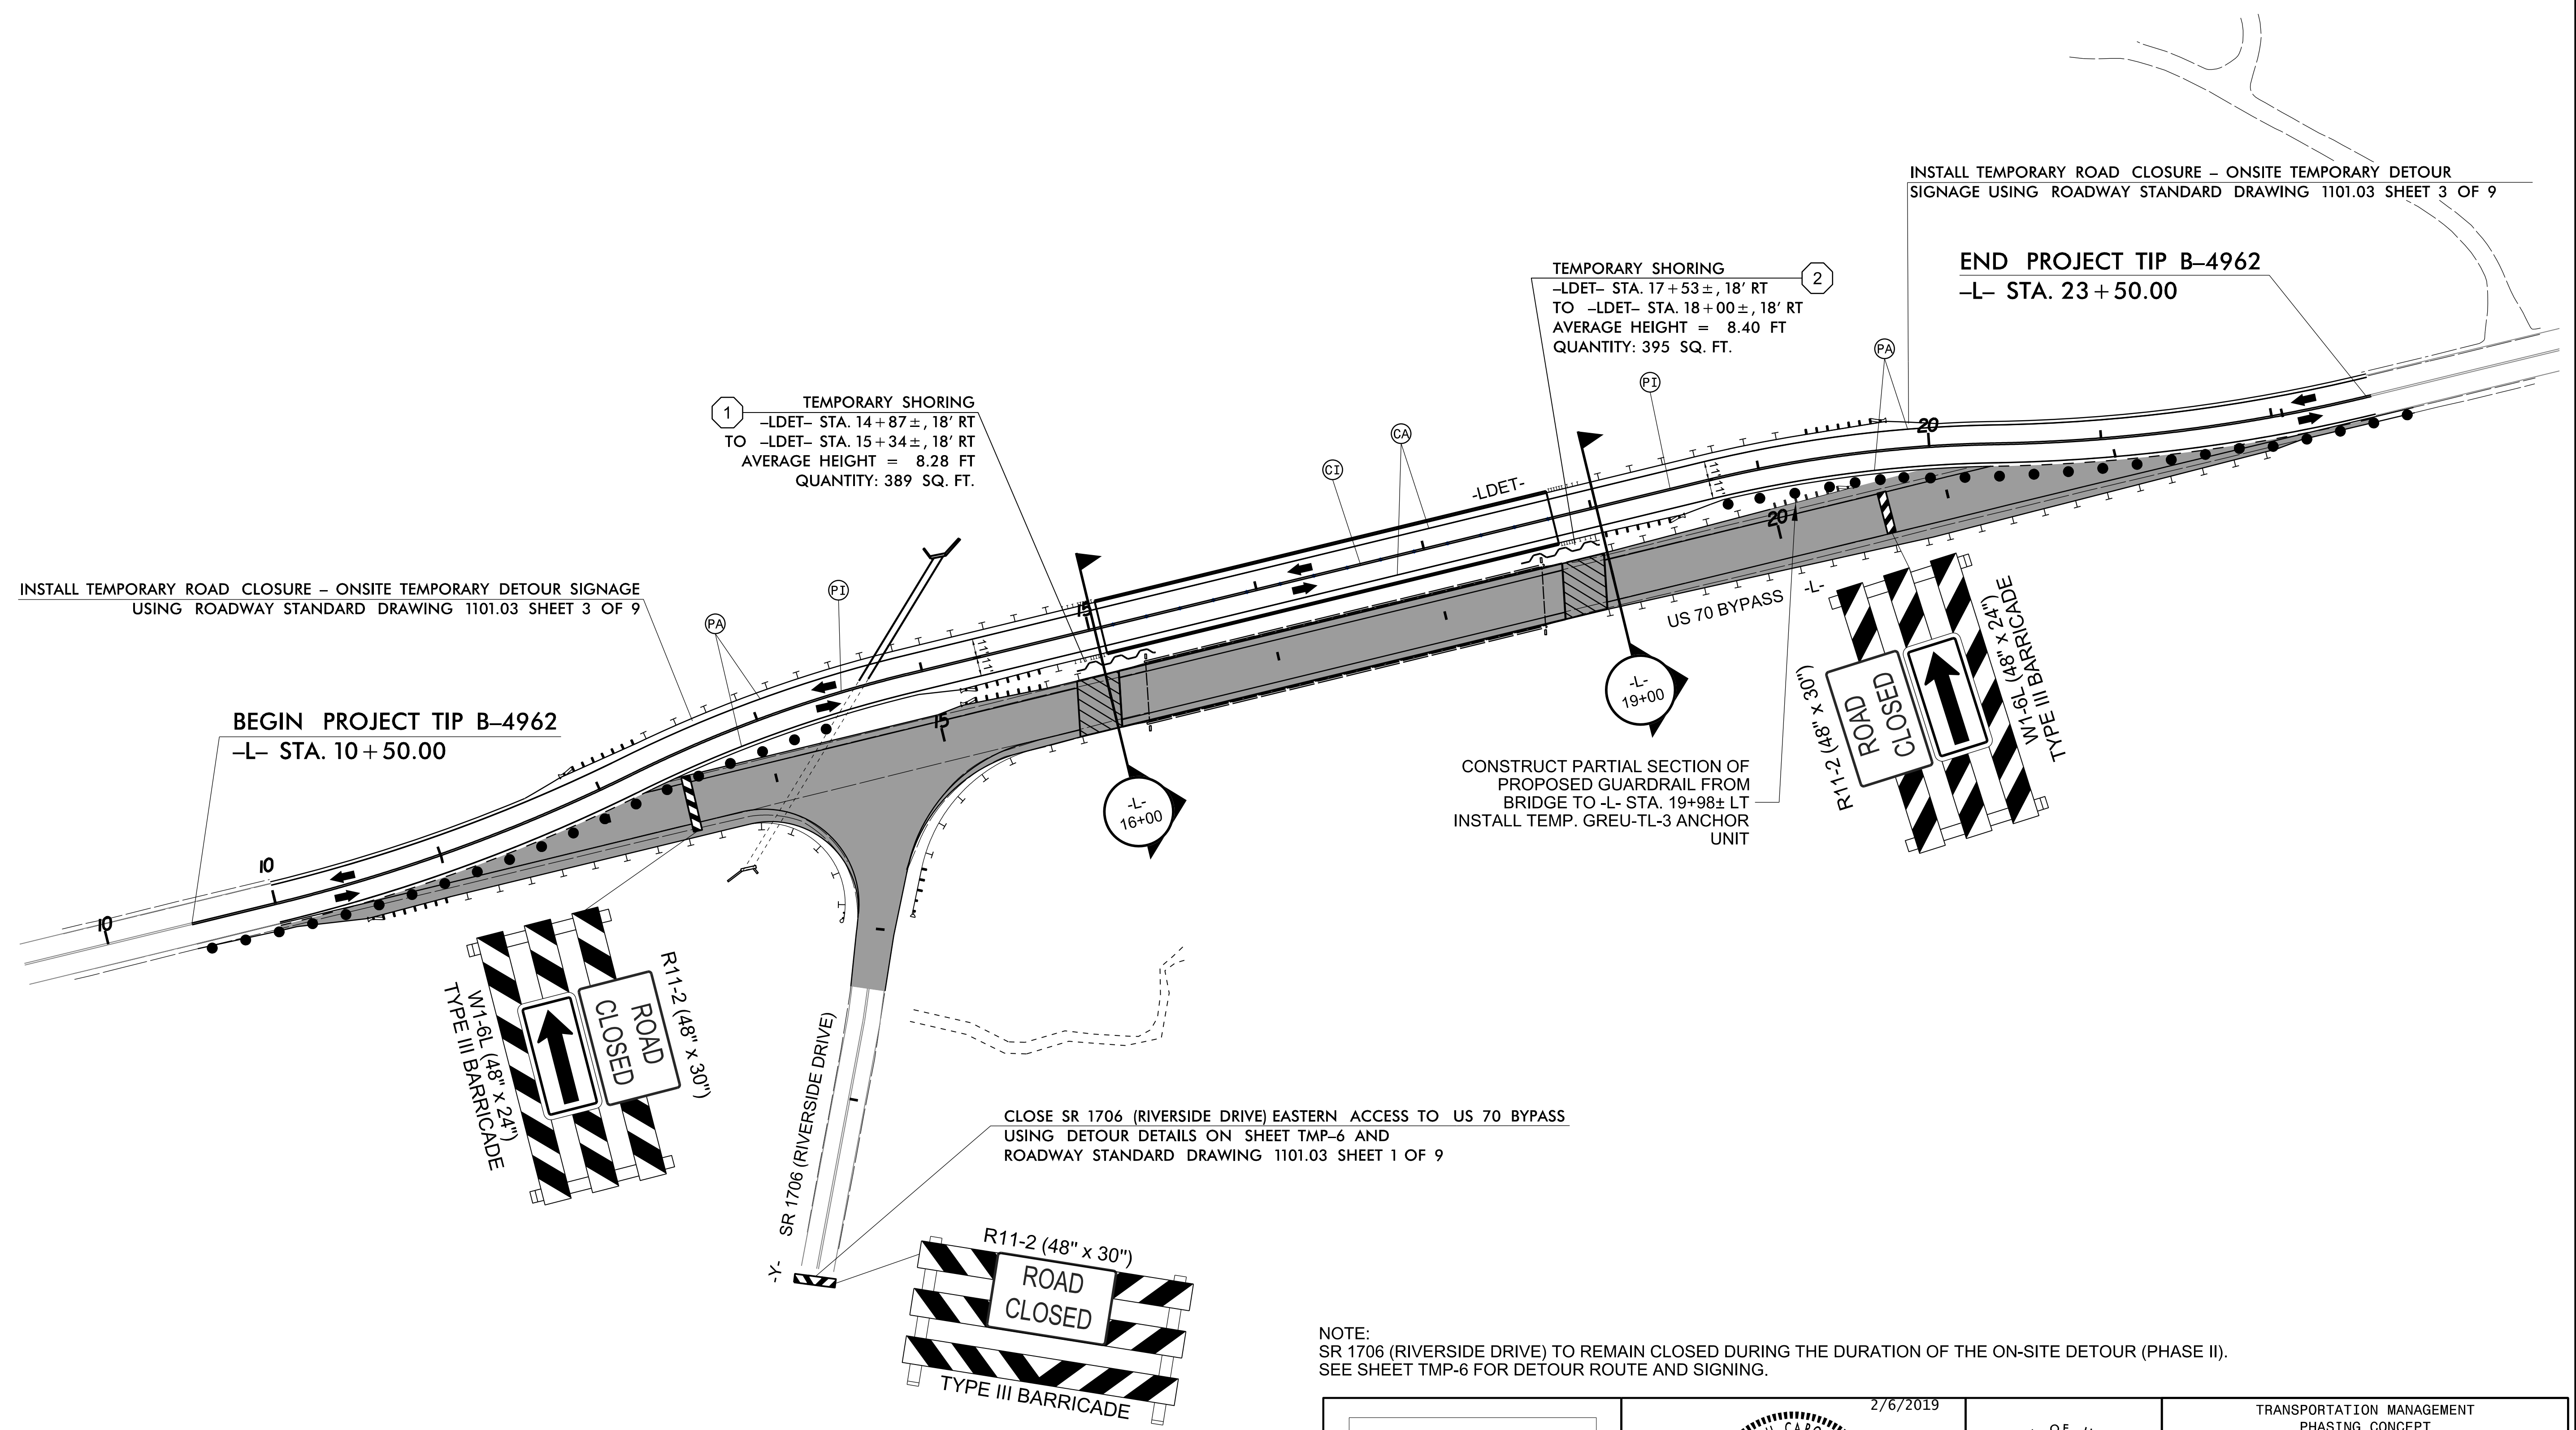 INSTALL TEMPORARY ROAD CLOSURE – ONSITE TEMPORARY DETOUR
SIGNAGE USING ROADWAY STANDARD DRAWING 1101.03 SHEET 3 OF 9
END PROJECT TIP B–4962
–L– STA. 23+50.00
TEMPORARY SHORING
–LDET– STA. 17+53±, 18' RT
TO –LDET– STA. 18+00±, 18' RT
AVERAGE HEIGHT = 8.40 FT
QUANTITY: 395 SQ. FT.
2
PA
PI
20
TEMPORARY SHORING
–LDET– STA. 14+87±, 18' RT
TO –LDET– STA. 15+34±, 18' RT
AVERAGE HEIGHT = 8.28 FT
QUANTITY: 389 SQ. FT.
1
CA
CI
-LDET-
11'
11'
20
INSTALL TEMPORARY ROAD CLOSURE – ONSITE TEMPORARY DETOUR SIGNAGE
USING ROADWAY STANDARD DRAWING 1101.03 SHEET 3 OF 9
PI
PA
15
11'
11'
US 70 BYPASS
-L-
BEGIN PROJECT TIP B–4962
–L– STA. 10+50.00
15
-L-
19+00
-L-
16+00
R11-2 (48" x 30")
ROAD
CLOSED
W1-6L (48" x 24")
TYPE III BARRICADE
CONSTRUCT PARTIAL SECTION OF
PROPOSED GUARDRAIL FROM
BRIDGE TO -L- STA. 19+98± LT
INSTALL TEMP. GREU-TL-3 ANCHOR
UNIT
10
10
R11-2 (48" x 30")
ROAD
CLOSED
W1-6L (48" x 24")
TYPE III BARRICADE
SR 1706 (RIVERSIDE DRIVE)
-Y-
CLOSE SR 1706 (RIVERSIDE DRIVE) EASTERN ACCESS TO US 70 BYPASS
USING DETOUR DETAILS ON SHEET TMP–6 AND
ROADWAY STANDARD DRAWING 1101.03 SHEET 1 OF 9
R11-2 (48" x 30")
ROAD
CLOSED
TYPE III BARRICADE
NOTE:
SR 1706 (RIVERSIDE DRIVE) TO REMAIN CLOSED DURING THE DURATION OF THE ON-SITE DETOUR (PHASE II).
SEE SHEET TMP-6 FOR DETOUR ROUTE AND SIGNING.
2/6/2019
OF
TRANSPORTATION MANAGEMENT
PHASING CONCEPT